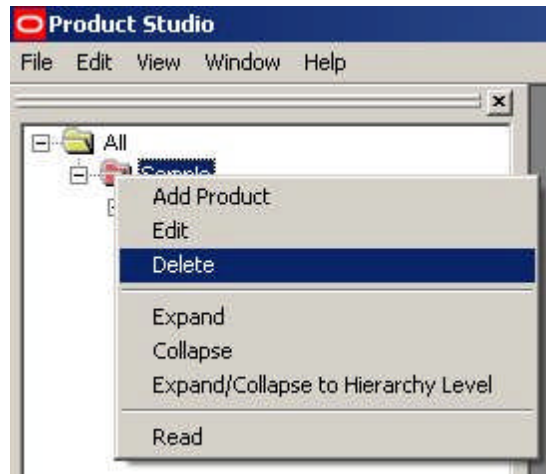 Product Studio
File Edit View Window Help
All
Sample
Add Product
Edit
Delete
Expand
Collapse
Expand/Collapse to Hierarchy Level
Read